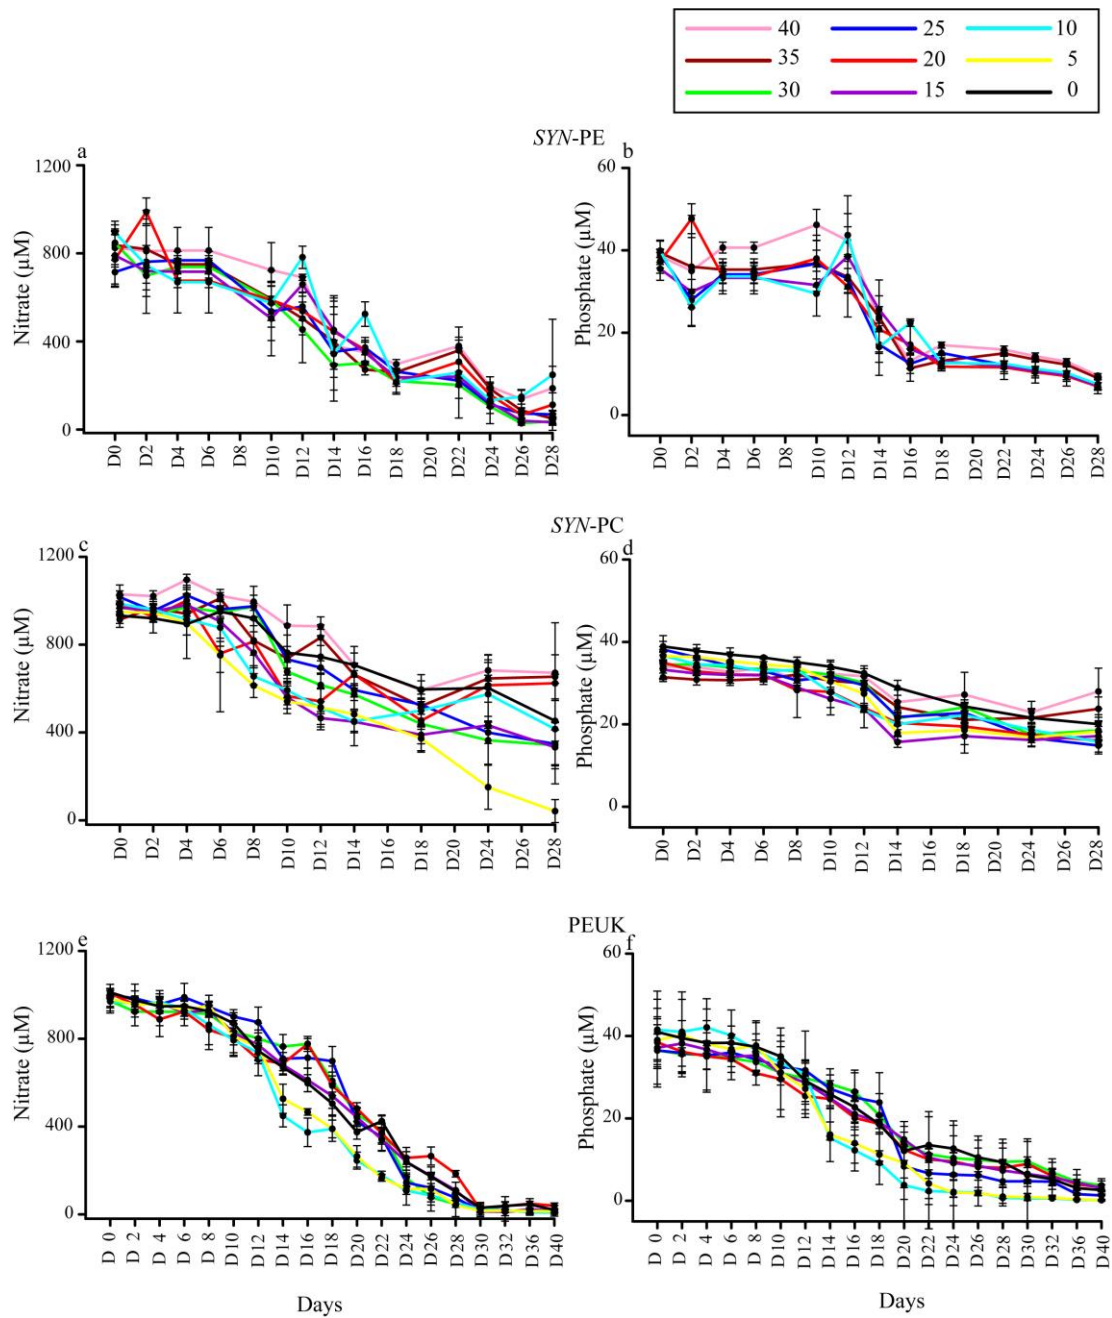 40 25 10
35 20 5
30 15 0
SYN-PE
a
b
1200
800
400
0
Nitrate (µM)
D0 D2 D4 D6 D8 D10 D12 D14 D16 D18 D20 D22 D24 D26 D28
60
40
20
0
Phosphate (µM)
D0 D2 D4 D6 D8 D10 D12 D14 D16 D18 D20 D22 D24 D26 D28
SYN-PC
c
d
1200
800
400
0
Nitrate (µM)
D0 D2 D4 D6 D8 D10 D12 D14 D18 D20 D24 D26 D28
60
40
20
0
Phosphate (µM)
D0 D2 D4 D6 D8 D10 D12 D14 D18 D20 D24 D26 D28
PEUK
e
f
1200
800
400
0
Nitrate (µM)
D 0 D 2 D 4 D 6 D 8 D10 D12 D14 D16 D18 D20 D22 D24 D26 D28 D30 D32 D36 D40
Days
60
40
20
0
Phosphate (µM)
D 0 D 2 D 4 D 6 D 8 D10 D12 D14 D16 D18 D20 D22 D24 D26 D28 D30 D32 D36 D40
Days